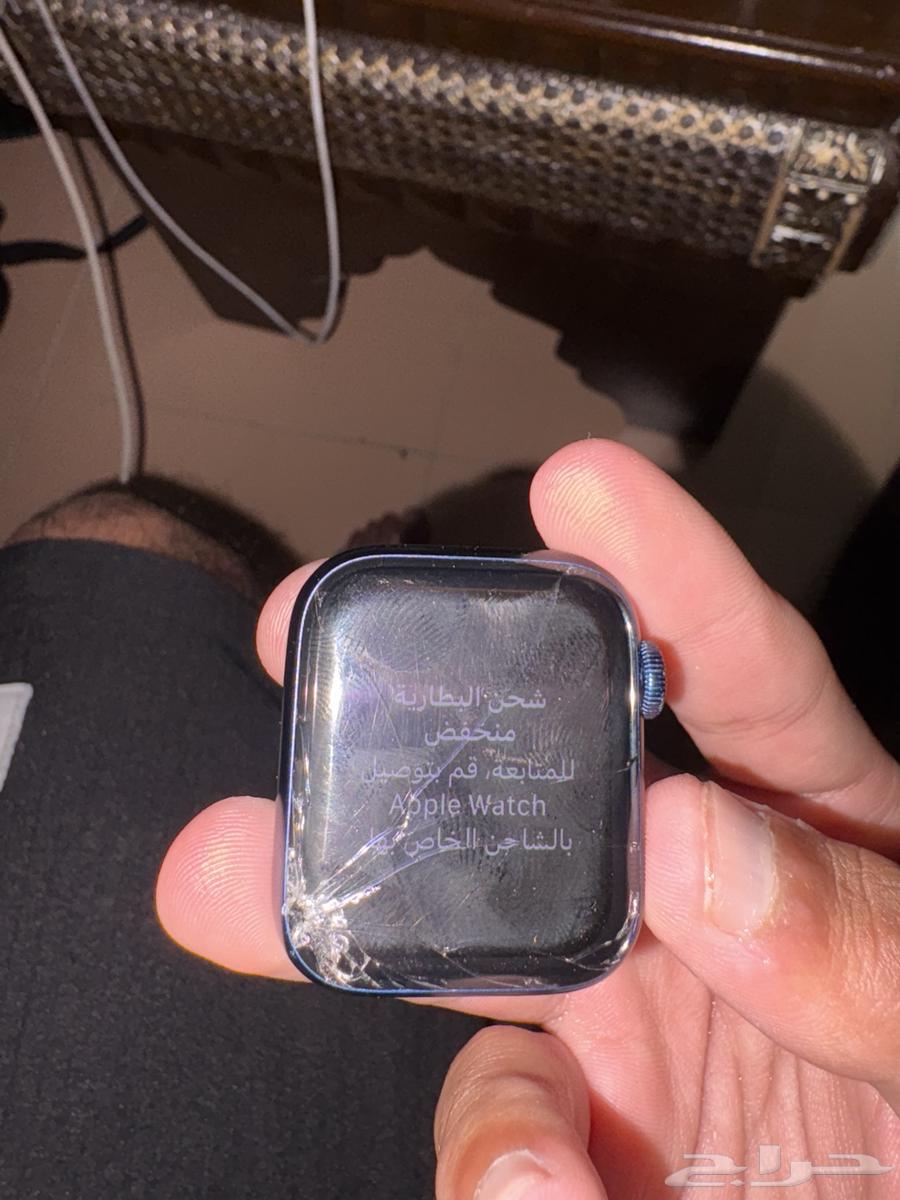 شحن البطارية
منخفض
للمتابعة، قم بتوصيل
Apple Watch
بالشاحن الخاص بها
حراج